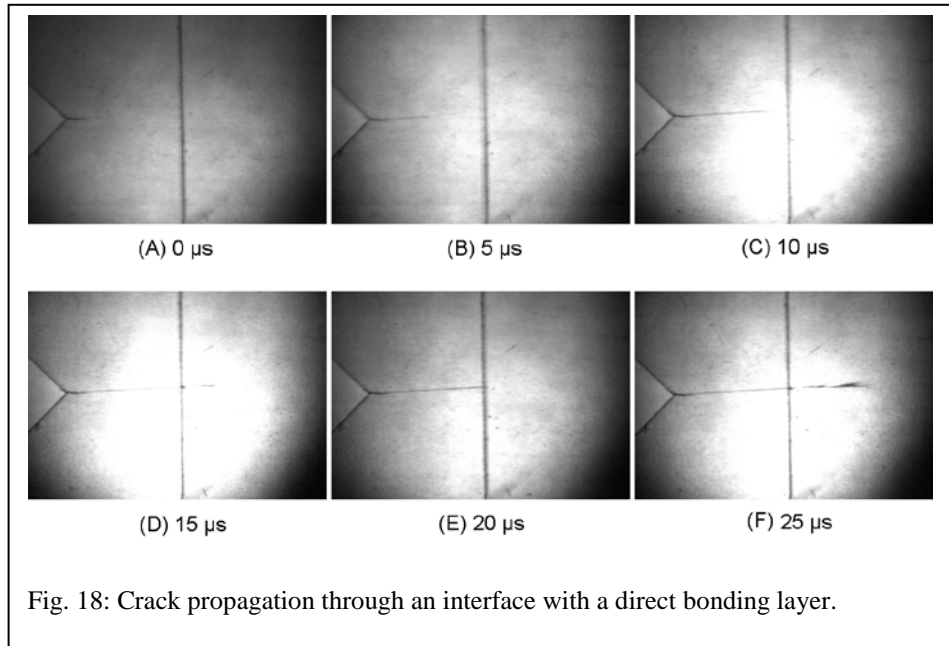 (A) 0 µs
(B) 5 µs
(C) 10 µs
(D) 15 µs
(E) 20 µs
(F) 25 µs
Fig. 18: Crack propagation through an interface with a direct bonding layer.